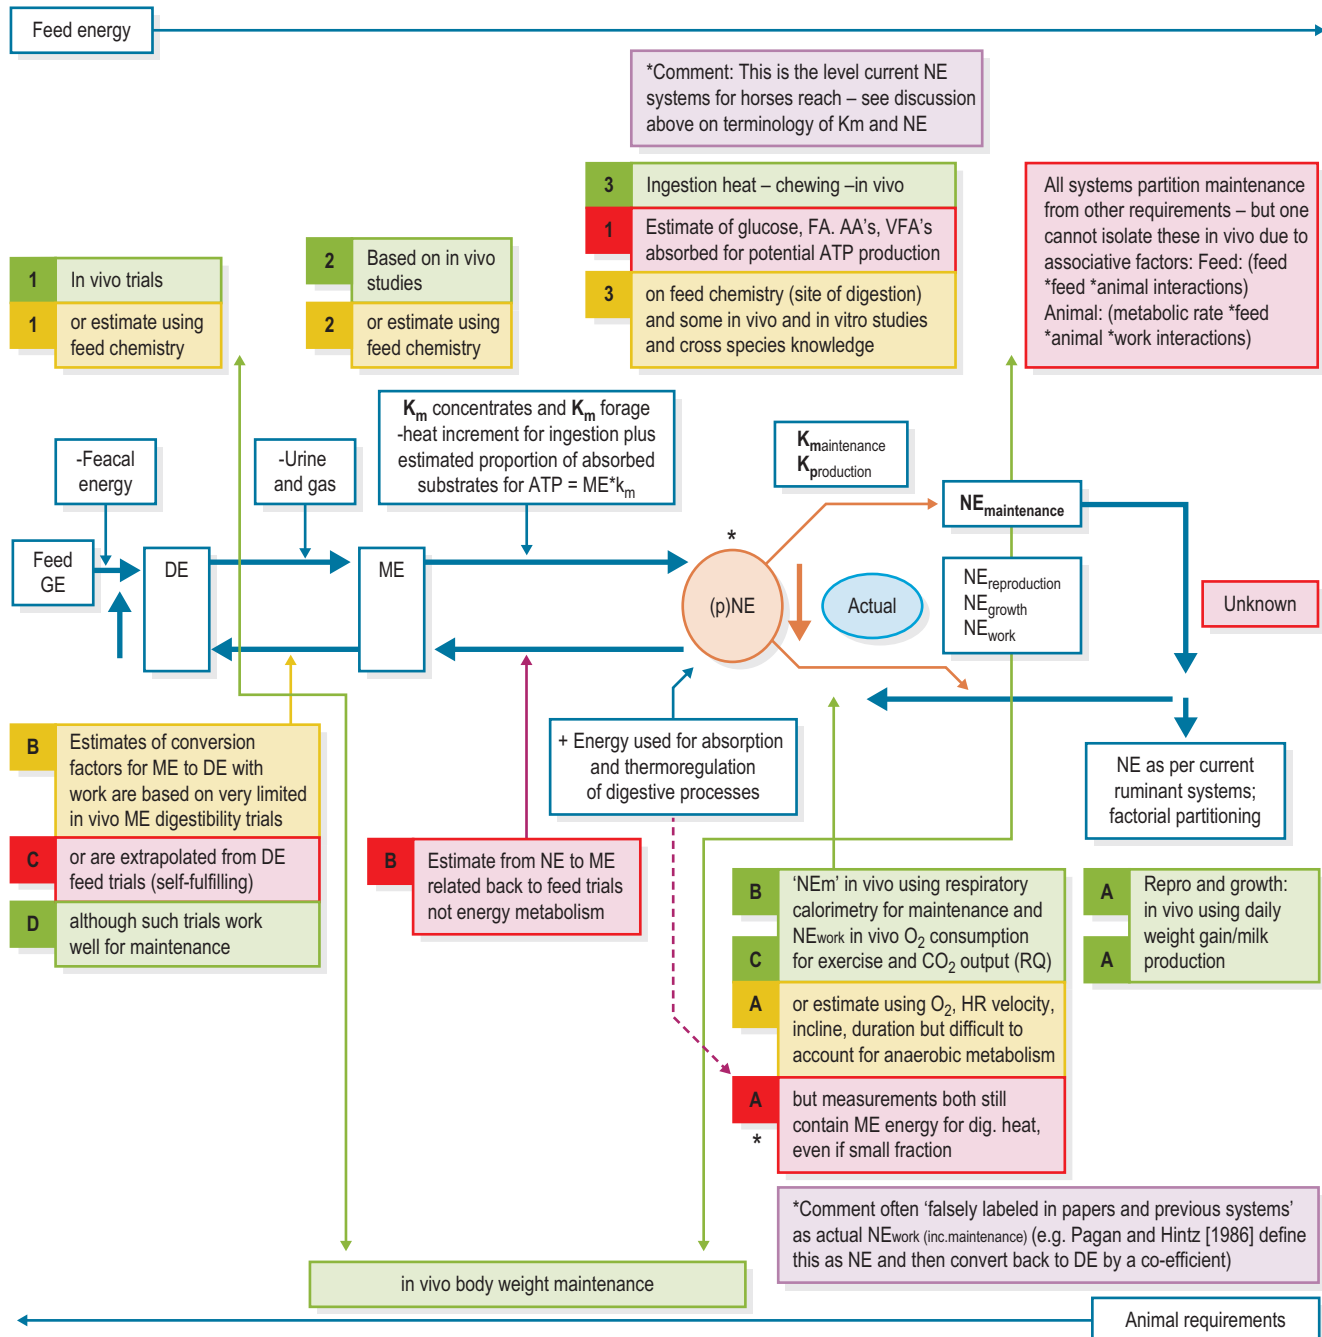 Feed energy
*Comment: This is the level current NE
systems for horses reach – see discussion
above on terminology of Km and NE
3 Ingestion heat – chewing –in vivo
1 Estimate of glucose, FA. AA's, VFA's
absorbed for potential ATP production
3 on feed chemistry (site of digestion)
and some in vivo and in vitro studies
and cross species knowledge
All systems partition maintenance
from other requirements – but one
cannot isolate these in vivo due to
associative factors: Feed: (feed
*feed *animal interactions)
Animal: (metabolic rate *feed
*animal *work interactions)
1 In vivo trials
1 or estimate using
feed chemistry
2 Based on in vivo
studies
2 or estimate using
feed chemistry
-Feacal
energy
-Urine
and gas
Km concentrates and Km forage
-heat increment for ingestion plus
estimated proportion of absorbed
substrates for ATP = ME*km
Kmaintenance
Kproduction
Feed
GE
DE
ME
*
(p)NE
Actual
NEmaintenance
NEreproduction
NEgrowth
NEwork
Unknown
+ Energy used for absorption
and thermoregulation
of digestive processes
NE as per current
ruminant systems;
factorial partitioning
B Estimates of conversion
factors for ME to DE with
work are based on very limited
in vivo ME digestibility trials
C or are extrapolated from DE
feed trials (self-fulfilling)
D although such trials work
well for maintenance
B Estimate from NE to ME
related back to feed trials
not energy metabolism
B 'NEm' in vivo using respiratory
calorimetry for maintenance and
NEwork in vivo O2 consumption
C for exercise and CO2 output (RQ)
A or estimate using O2, HR velocity,
incline, duration but difficult to
account for anaerobic metabolism
A but measurements both still
contain ME energy for dig. heat,
* even if small fraction
A Repro and growth:
in vivo using daily
weight gain/milk
A production
*Comment often 'falsely labeled in papers and previous systems'
as actual NEwork (inc.maintenance) (e.g. Pagan and Hintz [1986] define
this as NE and then convert back to DE by a co-efficient)
in vivo body weight maintenance
Animal requirements